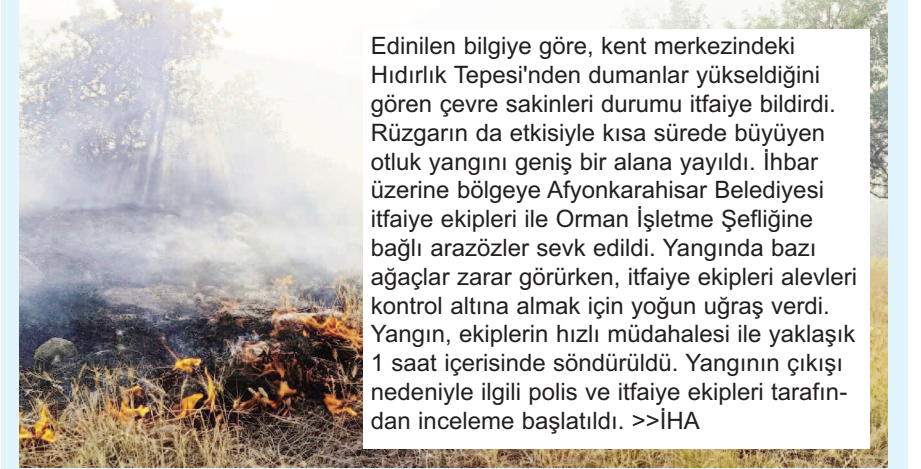 Edinilen bilgiye göre, kent merkezindeki
Hıdırlık Tepesi'nden dumanlar yükseldiğini
gören çevre sakinleri durumu itfaiye bildirdi.
Rüzgarın da etkisiyle kısa sürede büyüyen
otluk yangını geniş bir alana yayıldı. İhbar
üzerine bölgeye Afyonkarahisar Belediyesi
itfaiye ekipleri ile Orman İşletme Şefliğine
bağlı arazözler sevk edildi. Yangında bazı
ağaçlar zarar görürken, itfaiye ekipleri alevleri
kontrol altına almak için yoğun uğraş verdi.
Yangın, ekiplerin hızlı müdahalesi ile yaklaşık
1 saat içerisinde söndürüldü. Yangının çıkışı
nedeniyle ilgili polis ve itfaiye ekipleri tarafın-
dan inceleme başlatıldı. >>İHA